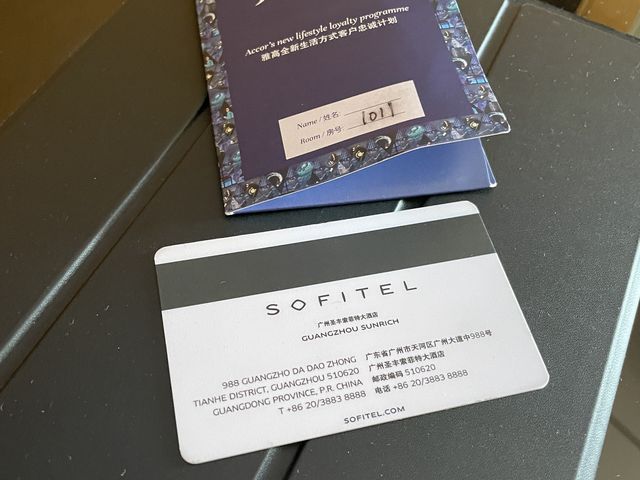 Accor's new lifestyle loyalty programme
雅高全新生活方式客户忠诚计划
Name / 姓名:
Room / 房号: 1011
SOFITEL
广州圣丰索菲特大酒店
GUANGZHOU SUNRICH
988 GUANGZHO DA DAO ZHONG
TIANHE DISTRICT, GUANGZHOU 510620
GUANGDONG PROVINCE, P.R. CHINA
T +86 20/3883 8888
广东省广州市天河区广州大道中988号
广州圣丰索菲特大酒店
邮政编码 510620
电话 +86 20/3883 8888
SOFITEL.COM